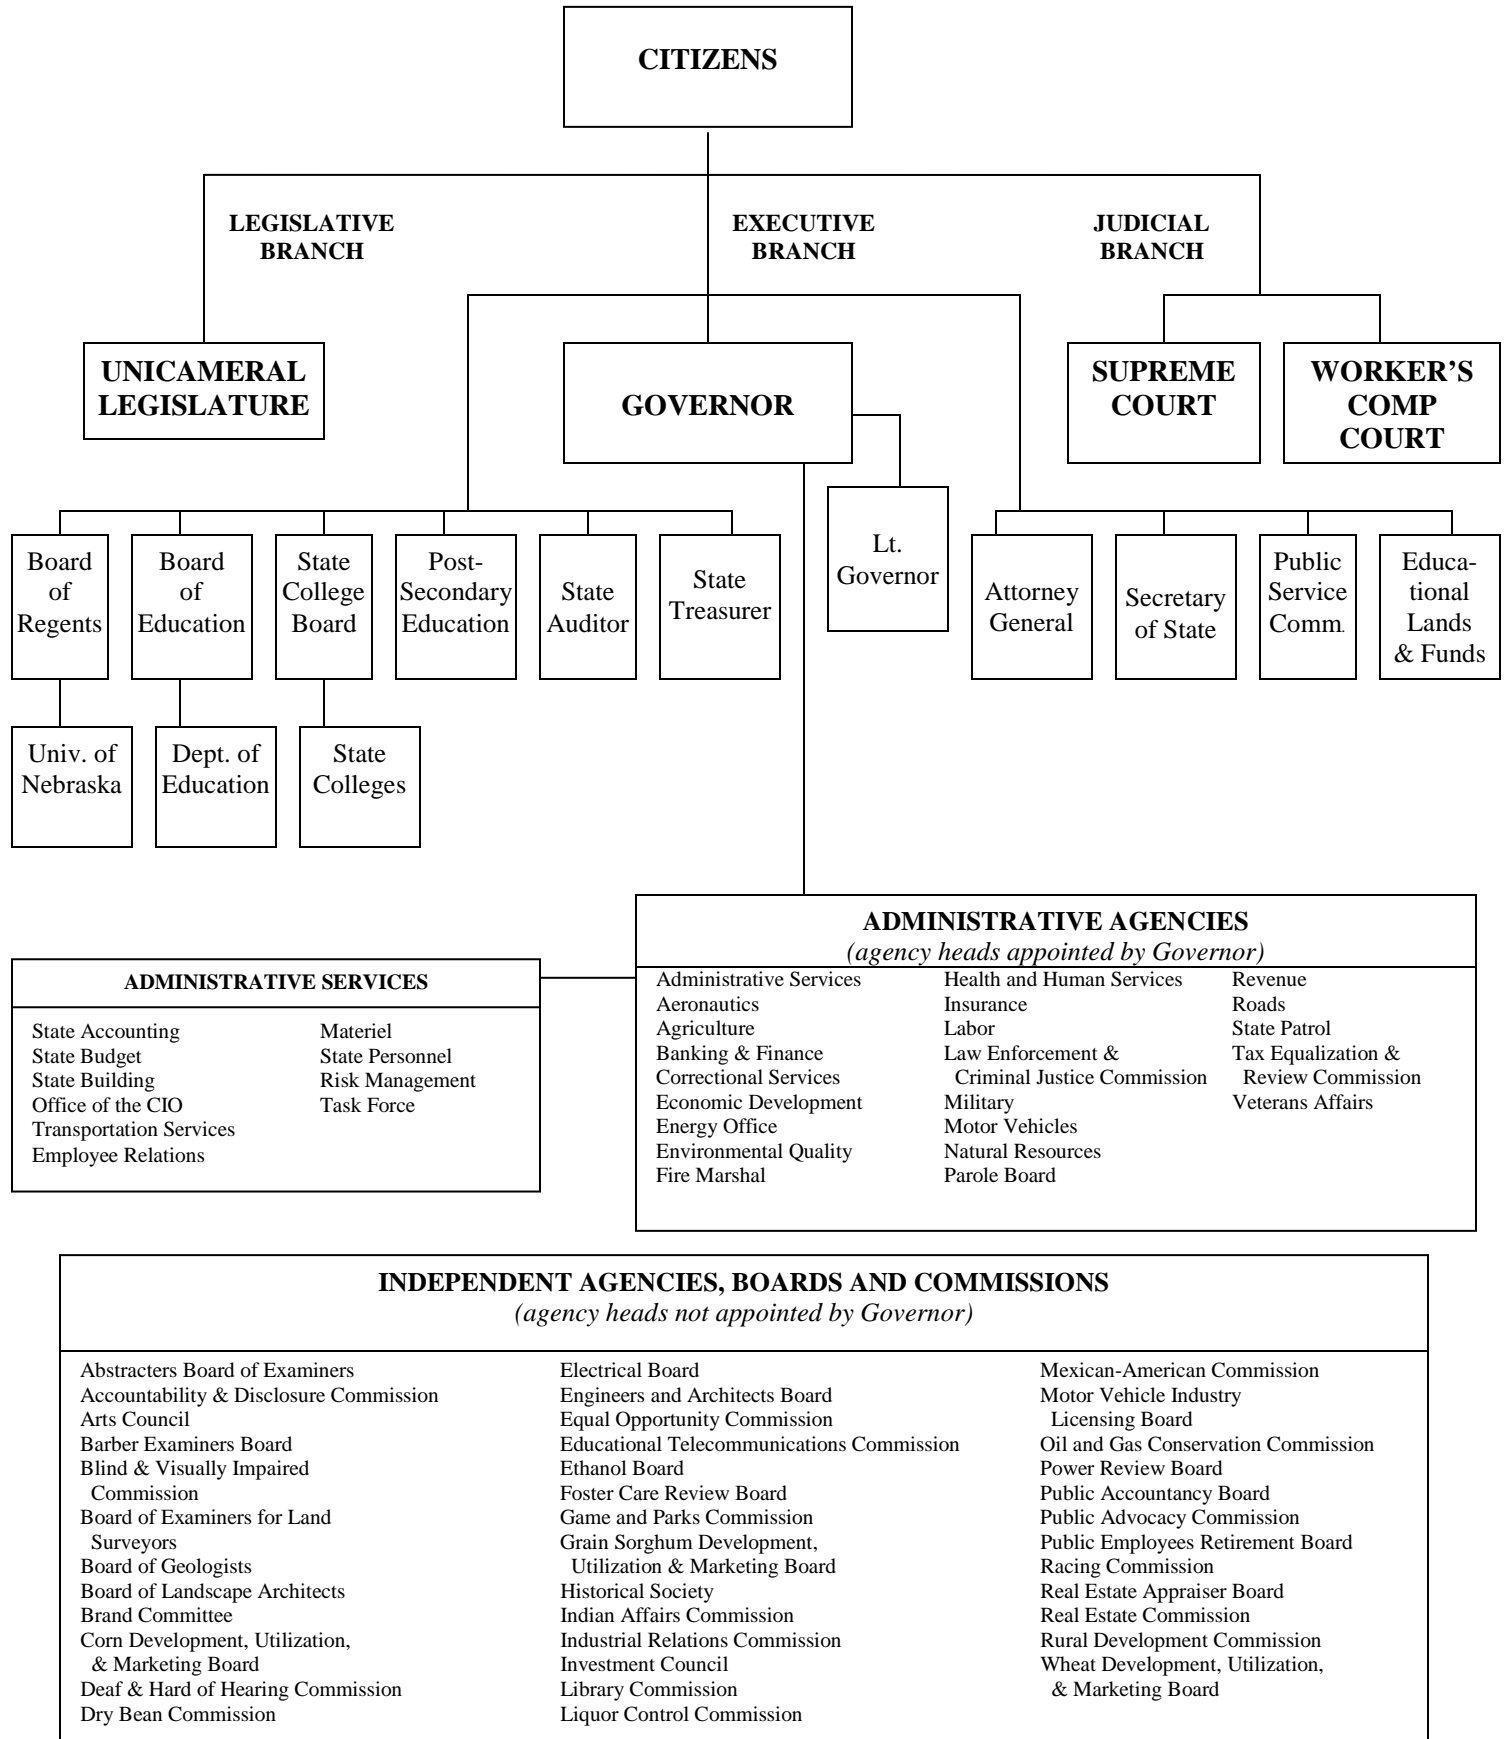 CITIZENS
LEGISLATIVE
BRANCH
EXECUTIVE
BRANCH
JUDICIAL
BRANCH
UNICAMERAL
LEGISLATURE
GOVERNOR
SUPREME
COURT
WORKER’S
COMP
COURT
Lt.
Governor
Board
of
Regents
Board
of
Education
State
College
Board
Post-
Secondary
Education
State
Auditor
State
Treasurer
Attorney
General
Secretary
of State
Public
Service
Comm.
Educa-
tional
Lands
& Funds
Univ. of
Nebraska
Dept. of
Education
State
Colleges
ADMINISTRATIVE AGENCIES
(agency heads appointed by Governor)
Administrative Services
Aeronautics
Agriculture
Banking & Finance
Correctional Services
Economic Development
Energy Office
Environmental Quality
Fire Marshal
Health and Human Services
Insurance
Labor
Law Enforcement &
Criminal Justice Commission
Military
Motor Vehicles
Natural Resources
Parole Board
Revenue
Roads
State Patrol
Tax Equalization &
Review Commission
Veterans Affairs
ADMINISTRATIVE SERVICES
State Accounting
State Budget
State Building
Office of the CIO
Transportation Services
Employee Relations
Materiel
State Personnel
Risk Management
Task Force
INDEPENDENT AGENCIES, BOARDS AND COMMISSIONS
(agency heads not appointed by Governor)
Abstracters Board of Examiners
Accountability & Disclosure Commission
Arts Council
Barber Examiners Board
Blind & Visually Impaired
Commission
Board of Examiners for Land
Surveyors
Board of Geologists
Board of Landscape Architects
Brand Committee
Corn Development, Utilization,
& Marketing Board
Deaf & Hard of Hearing Commission
Dry Bean Commission
Electrical Board
Engineers and Architects Board
Equal Opportunity Commission
Educational Telecommunications Commission
Ethanol Board
Foster Care Review Board
Game and Parks Commission
Grain Sorghum Development,
Utilization & Marketing Board
Historical Society
Indian Affairs Commission
Industrial Relations Commission
Investment Council
Library Commission
Liquor Control Commission
Mexican-American Commission
Motor Vehicle Industry
Licensing Board
Oil and Gas Conservation Commission
Power Review Board
Public Accountancy Board
Public Advocacy Commission
Public Employees Retirement Board
Racing Commission
Real Estate Appraiser Board
Real Estate Commission
Rural Development Commission
Wheat Development, Utilization,
& Marketing Board